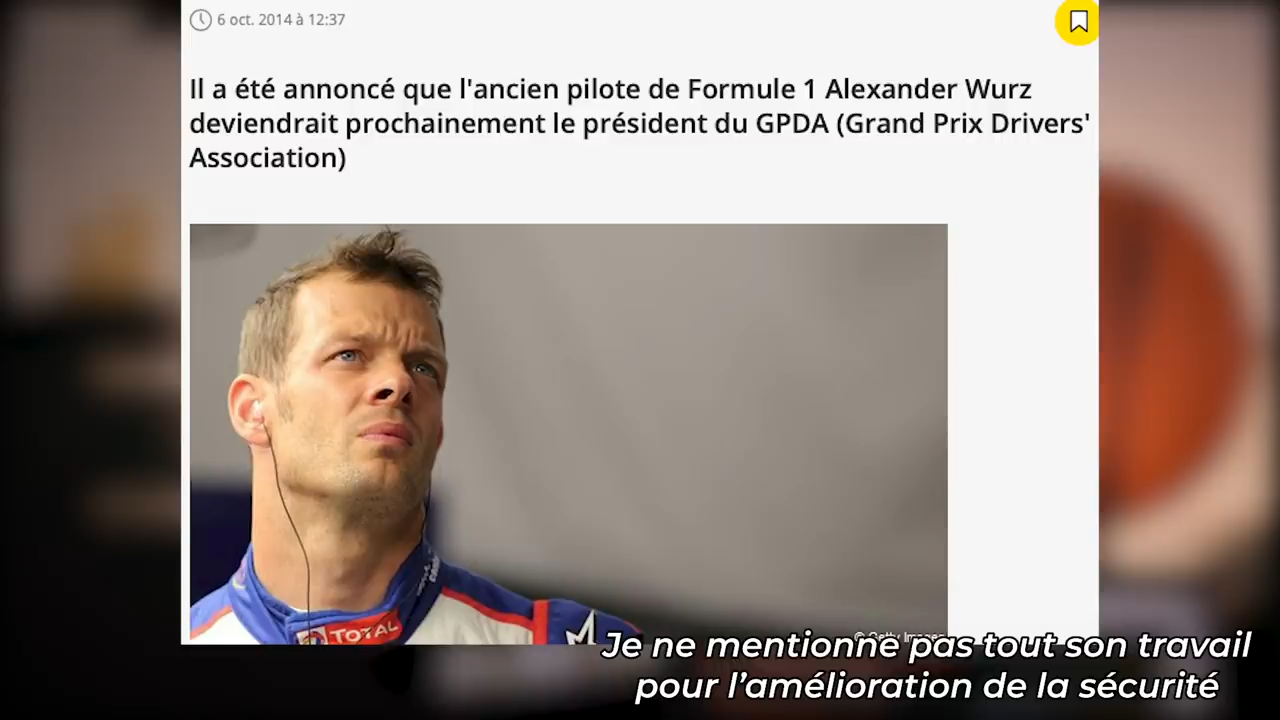 6 oct. 2014 à 12:37
Il a été annoncé que l'ancien pilote de Formule 1 Alexander Wurz
deviendrait prochainement le président du GPDA (Grand Prix Drivers'
Association)
TOTAL
© Getty Images
Je ne mentionne pas tout son travail
pour l'amélioration de la sécurité